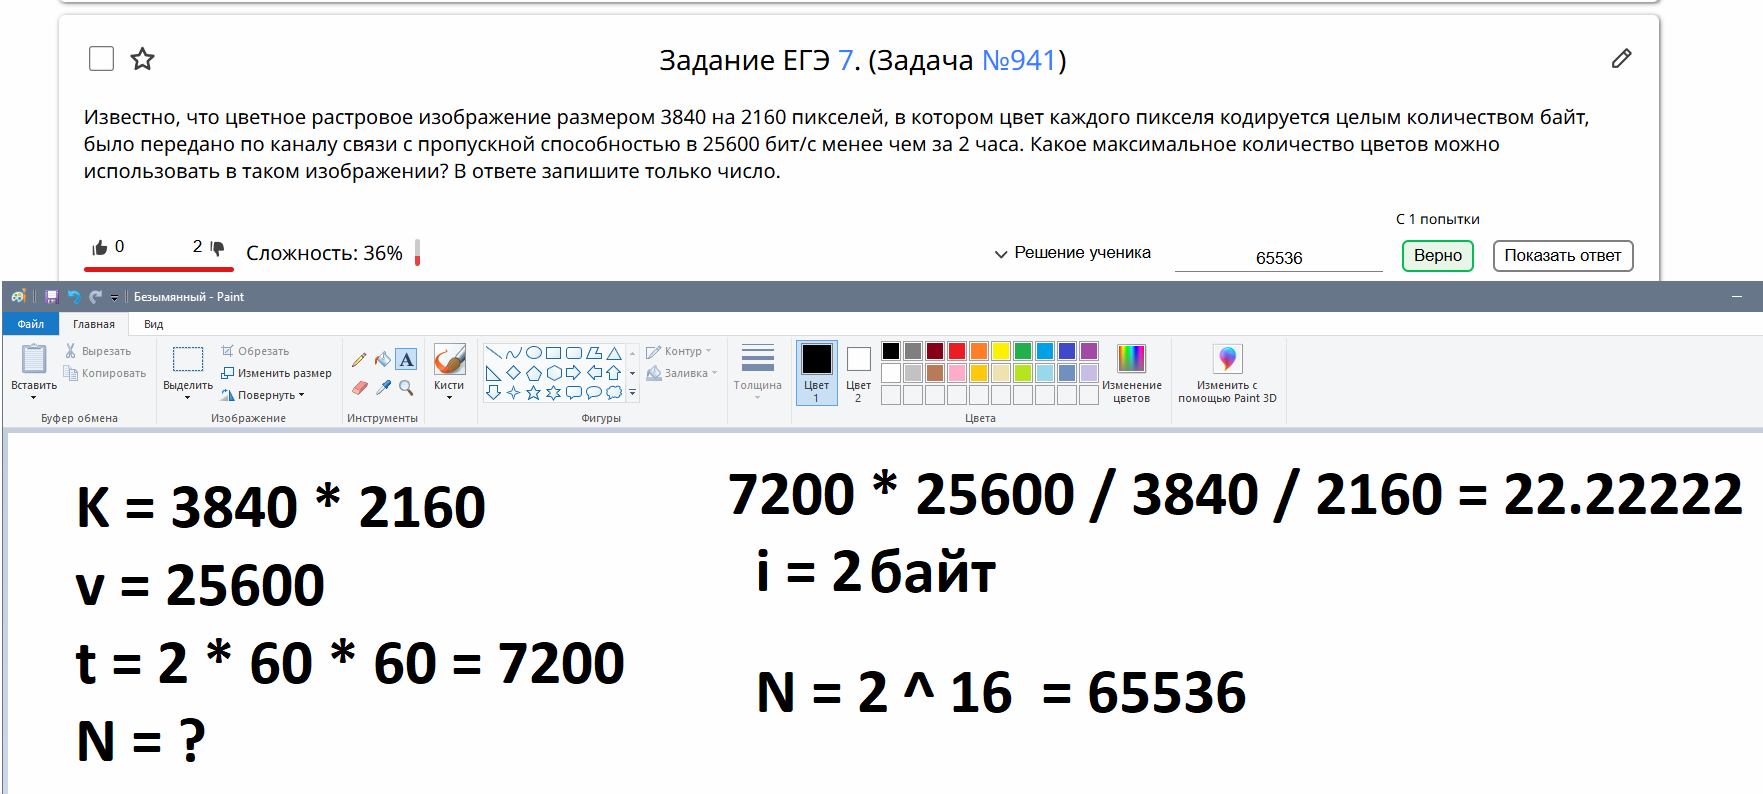 Задание ЕГЭ 7. (Задача №941)
Известно, что цветное растровое изображение размером 3840 на 2160 пикселей, в котором цвет каждого пикселя кодируется целым количеством байт,
было передано по каналу связи с пропускной способностью в 25600 бит/с менее чем за 2 часа. Какое максимальное количество цветов можно
использовать в таком изображении? В ответе запишите только число.
С 1 попытки
0 2 Сложность: 36% Решение ученика 65536 Верно Показать ответ
Безымянный - Paint
Файл Главная Вид
Вставить
Вырезать
Копировать
Буфер обмена
Выделить
Обрезать
Изменить размер
Повернуть
Изображение
A
Инструменты
Кисти
Контур
Заливка
Фигуры
Толщина
Цвет
1
Цвет
2
Изменение
цветов
Цвета
Изменить с
помощью Paint 3D
K = 3840 * 2160
v = 25600
t = 2 * 60 * 60 = 7200
N = ?
7200 * 25600 / 3840 / 2160 = 22.22222
i = 2 байт
N = 2 ^ 16 = 65536